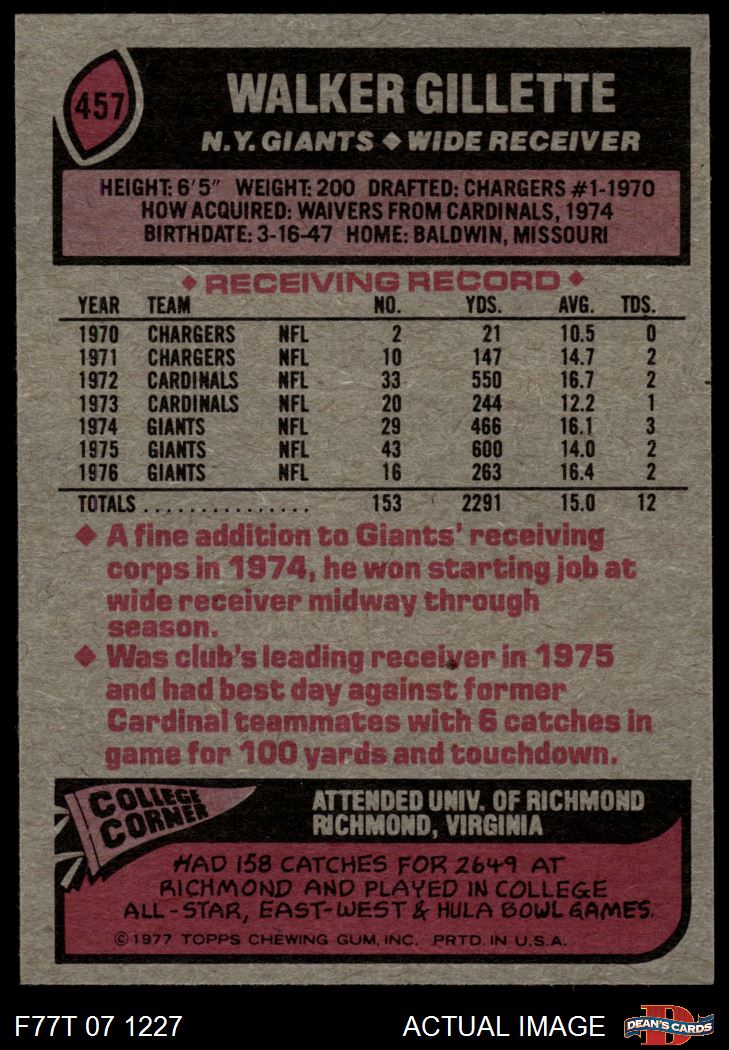 457
WALKER GILLETTE
N.Y. GIANTS ◆ WIDE RECEIVER
HEIGHT: 6'5" WEIGHT: 200 DRAFTED: CHARGERS #1-1970
HOW ACQUIRED: WAIVERS FROM CARDINALS, 1974
BIRTHDATE: 3-16-47 HOME: BALDWIN, MISSOURI
◆ RECEIVING RECORD ◆
YEAR TEAM NO. YDS. AVG. TDS.
1970 CHARGERS NFL 2 21 10.5 0
1971 CHARGERS NFL 10 147 14.7 2
1972 CARDINALS NFL 33 550 16.7 2
1973 CARDINALS NFL 20 244 12.2 1
1974 GIANTS NFL 29 466 16.1 3
1975 GIANTS NFL 43 600 14.0 2
1976 GIANTS NFL 16 263 16.4 2
TOTALS . . . . . . . . . . . . . . . 153 2291 15.0 12
◆ A fine addition to Giants' receiving
corps in 1974, he won starting job at
wide receiver midway through
season.
◆ Was club's leading receiver in 1975
and had best day against former
Cardinal teammates with 6 catches in
game for 100 yards and touchdown.
COLLEGE
CORNER
ATTENDED UNIV. OF RICHMOND
RICHMOND, VIRGINIA
HAD 158 CATCHES FOR 2649 AT
RICHMOND AND PLAYED IN COLLEGE
ALL-STAR, EAST-WEST & HULA BOWL GAMES.
©1977 TOPPS CHEWING GUM, INC. PRTD. IN U.S.A.
F77T 07 1227
ACTUAL IMAGE
D
DEAN'S CARDS